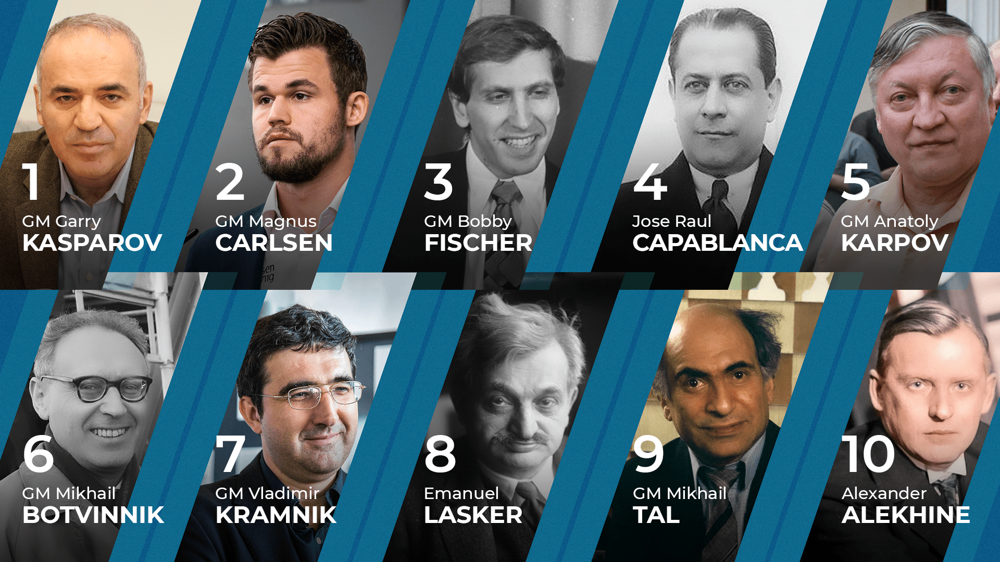 1
GM Garry
KASPAROV
2
GM Magnus
CARLSEN
3
GM Bobby
FISCHER
4
Jose Raul
CAPABLANCA
5
GM Anatoly
KARPOV
6
GM Mikhail
BOTVINNIK
7
GM Vladimir
KRAMNIK
8
Emanuel
LASKER
9
GM Mikhail
TAL
10
Alexander
ALEKHINE